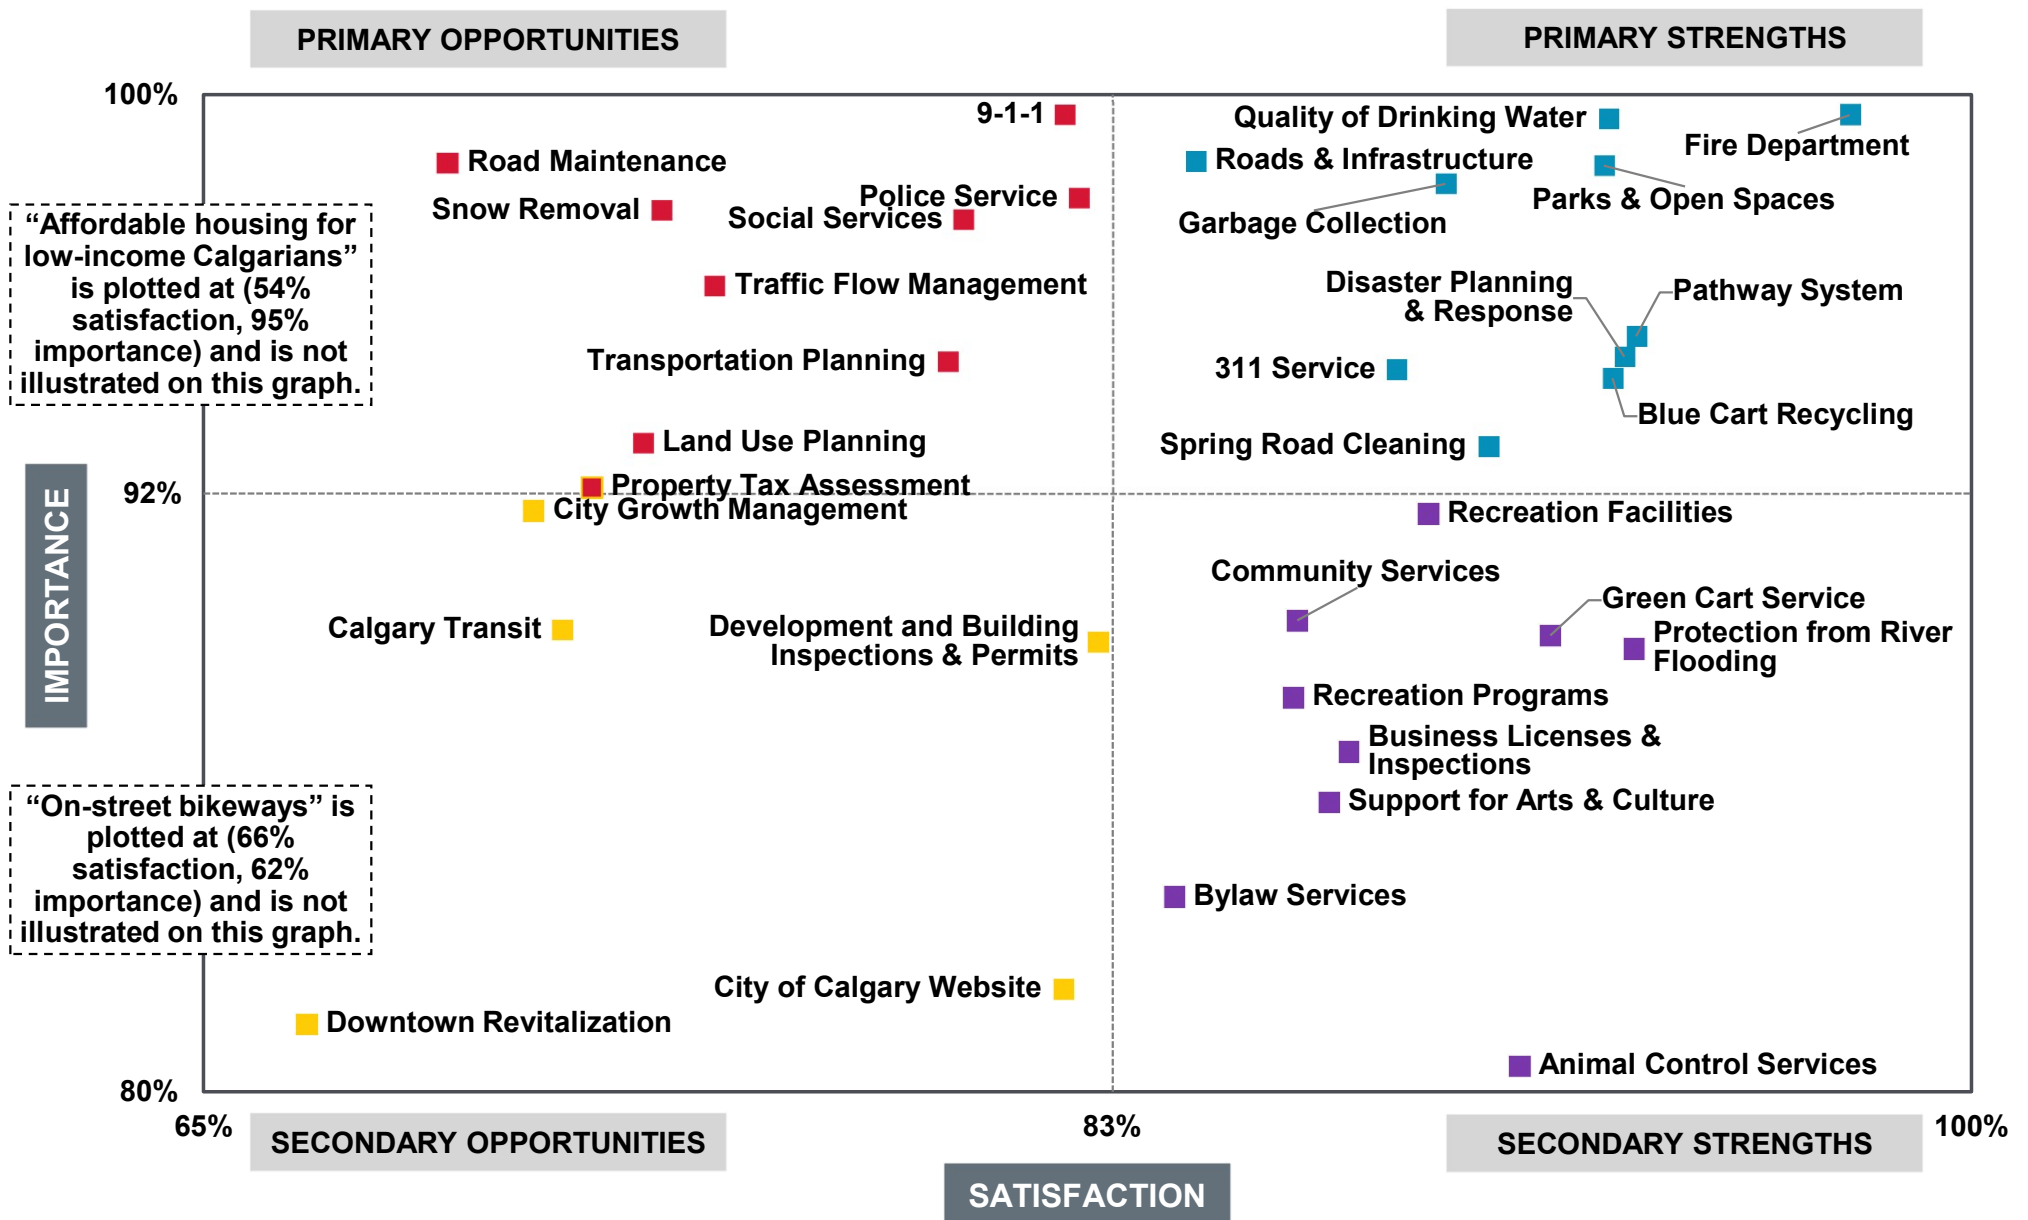 PRIMARY OPPORTUNITIES
PRIMARY STRENGTHS
100%
9-1-1
Quality of Drinking Water
Fire Department
Road Maintenance
Roads & Infrastructure
Parks & Open Spaces
Snow Removal
Police Service
Social Services
Garbage Collection
“Affordable housing for
low-income Calgarians”
is plotted at (54%
satisfaction, 95%
importance) and is not
illustrated on this graph.
Traffic Flow Management
Disaster Planning
& Response
Pathway System
Transportation Planning
311 Service
Blue Cart Recycling
Land Use Planning
Spring Road Cleaning
92%
Property Tax Assessment
City Growth Management
Recreation Facilities
IMPORTANCE
Community Services
Green Cart Service
Calgary Transit
Development and Building
Inspections & Permits
Protection from River
Flooding
Recreation Programs
Business Licenses &
Inspections
Support for Arts & Culture
“On-street bikeways” is
plotted at (66%
satisfaction, 62%
importance) and is not
illustrated on this graph.
Bylaw Services
City of Calgary Website
Downtown Revitalization
Animal Control Services
80%
65%
83%
100%
SECONDARY OPPORTUNITIES
SECONDARY STRENGTHS
SATISFACTION